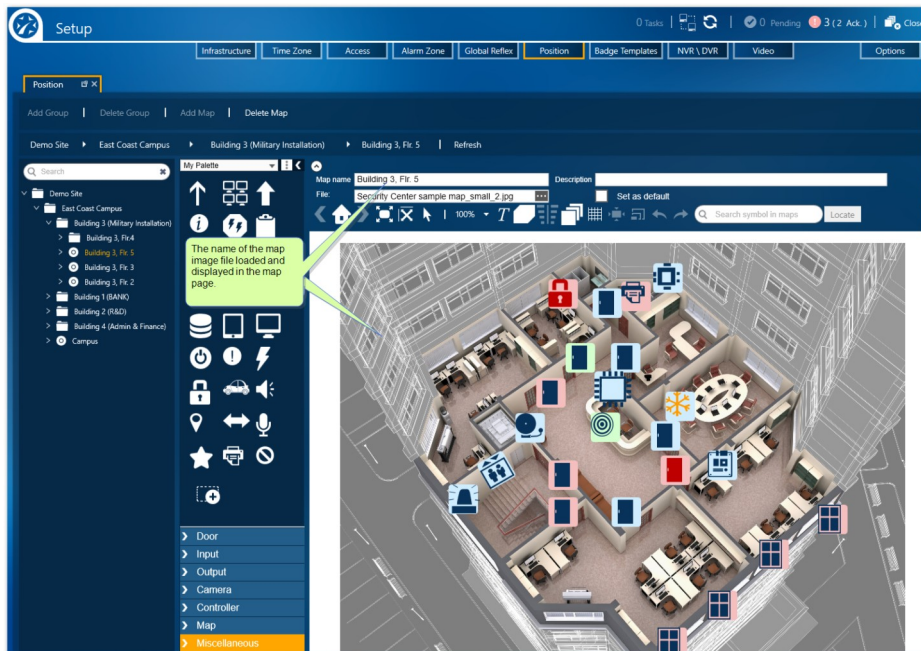 Setup
0 Tasks
0 Pending
3 ( 2 Ack. )
Close
Infrastructure
Time Zone
Access
Alarm Zone
Global Reflex
Position
Badge Templates
NVR \ DVR
Video
Options
Position
Add Group
Delete Group
Add Map
Delete Map
Demo Site
East Coast Campus
Building 3 (Military Installation)
Building 3, Flr. 5
Refresh
Search
Demo Site
East Coast Campus
Building 3 (Military installation)
Building 3, Flr.4
Building 3, Flr. 5
Building 3, Flr. 3
Building 3, Flr. 2
Building 1 (BANK)
Building 2 (R&D)
Building 4 (Admin & Finance)
Campus
My Palette
The name of the map
image file loaded and
displayed in the map
page.
Door
Input
Output
Camera
Controller
Map
Miscellaneous
Map name
Building 3, Flr. 5
Description
File:
Security Center sample map_small_2.jpg
Set as default
100%
T
Search symbol in maps
Locate